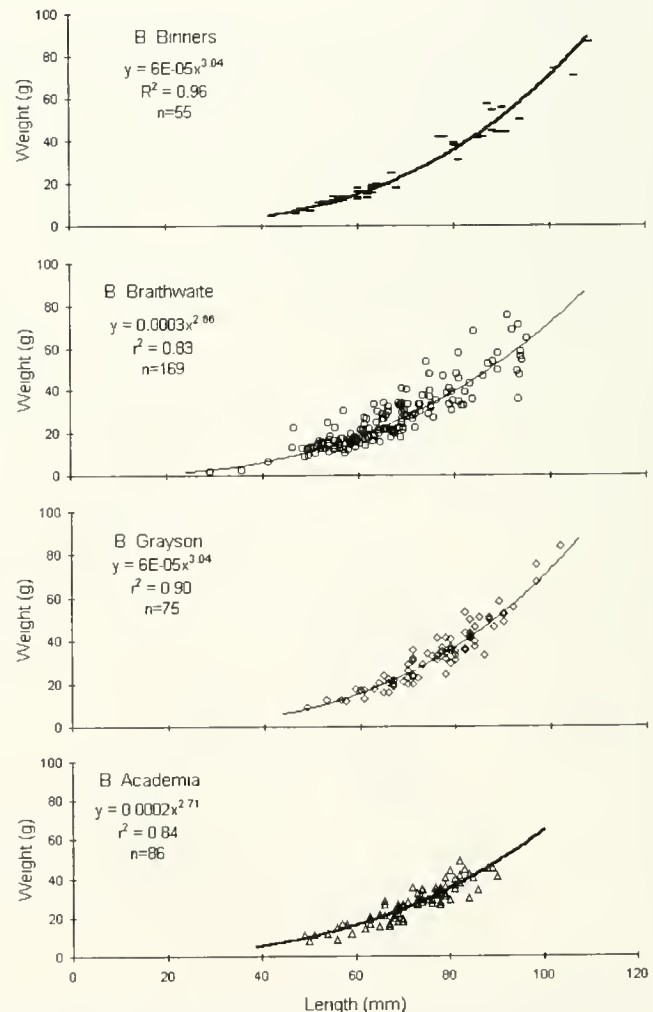 100
80
60
40
20
0
Weight (g)
B Binners
y = 6E-05x^3.04
R² = 0.96
n=55
100
80
60
40
20
0
Weight (g)
B Braithwaite
y = 0.0003x^2.66
r² = 0.83
n=169
100
80
60
40
20
0
Weight (g)
B Grayson
y = 6E-05x^3.04
r² = 0.90
n=75
100
80
60
40
20
0
Weight (g)
B Academia
y = 0.0002x^2.71
r² = 0.84
n=86
0 20 40 60 80 100 120
Length (mm)